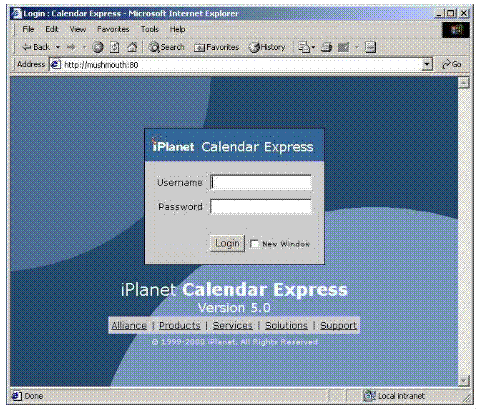 Login : Calendar Express - Microsoft Internet Explorer
File Edit View Favorites Tools Help
Back Search Favorites History
Address http://mushmouth:80 Go
iPlanet Calendar Express
Username
Password
Login New Window
iPlanet Calendar Express
Version 5.0
Alliance | Products | Services | Solutions | Support
© 1999-2000 iPlanet. All Rights Reserved
Done Local intranet